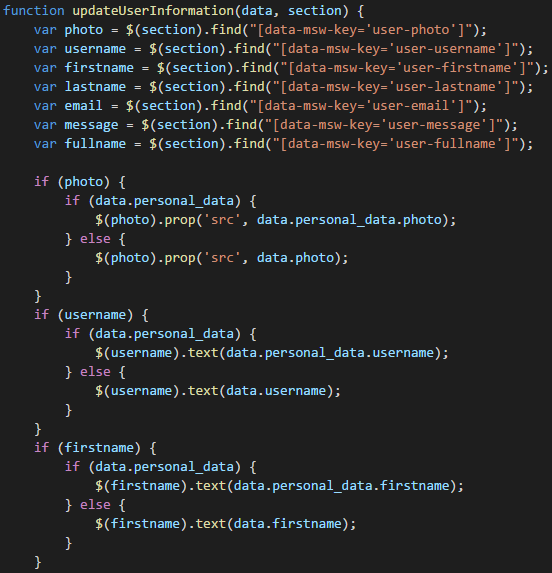 function updateUserInformation(data, section) {
    var photo = $(section).find("[data-msw-key='user-photo']");
    var username = $(section).find("[data-msw-key='user-username']");
    var firstname = $(section).find("[data-msw-key='user-firstname']");
    var lastname = $(section).find("[data-msw-key='user-lastname']");
    var email = $(section).find("[data-msw-key='user-email']");
    var message = $(section).find("[data-msw-key='user-message']");
    var fullname = $(section).find("[data-msw-key='user-fullname']");

    if (photo) {
        if (data.personal_data) {
            $(photo).prop('src', data.personal_data.photo);
        } else {
            $(photo).prop('src', data.photo);
        }
    }
    if (username) {
        if (data.personal_data) {
            $(username).text(data.personal_data.username);
        } else {
            $(username).text(data.username);
        }
    }
    if (firstname) {
        if (data.personal_data) {
            $(firstname).text(data.personal_data.firstname);
        } else {
            $(firstname).text(data.firstname);
        }
    }